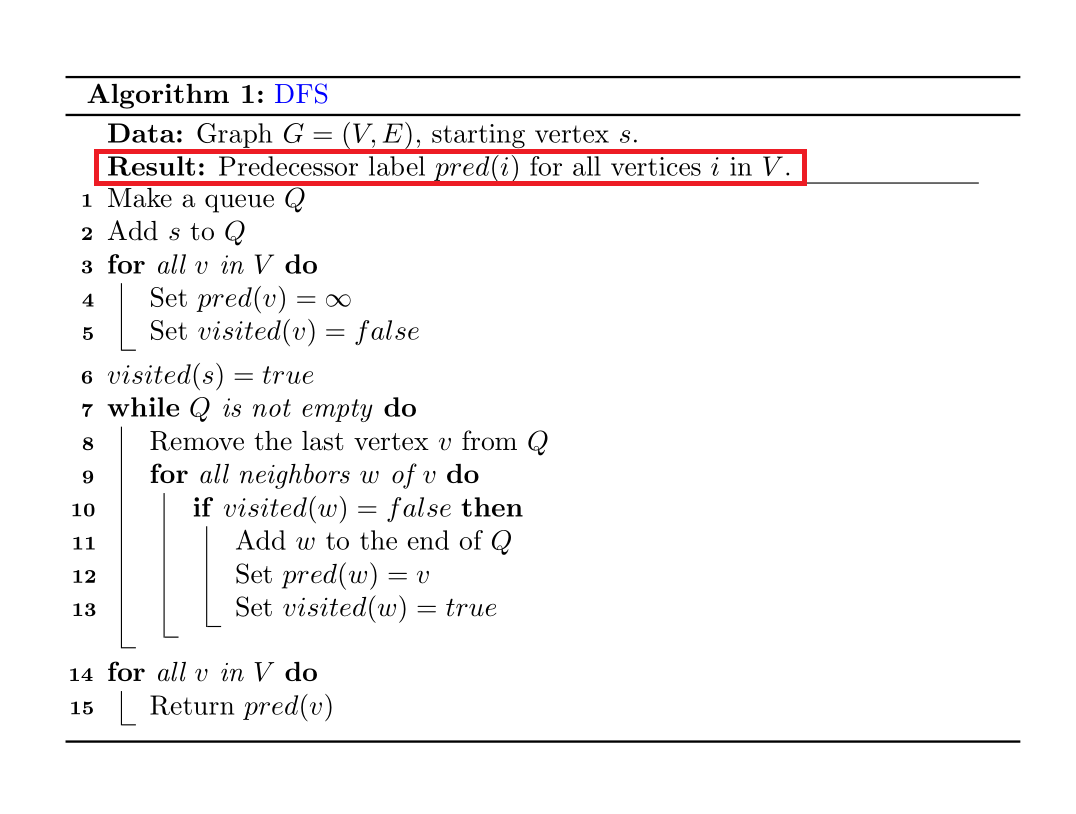 Algorithm 1: DFS
Data: Graph G = (V, E), starting vertex s.
Result: Predecessor label pred(i) for all vertices i in V.
1 Make a queue Q
2 Add s to Q
3 for all v in V do
4 Set pred(v) = ∞
5 Set visited(v) = false
6 visited(s) = true
7 while Q is not empty do
8 Remove the last vertex v from Q
9 for all neighbors w of v do
10 if visited(w) = false then
11 Add w to the end of Q
12 Set pred(w) = v
13 Set visited(w) = true
14 for all v in V do
15 Return pred(v)